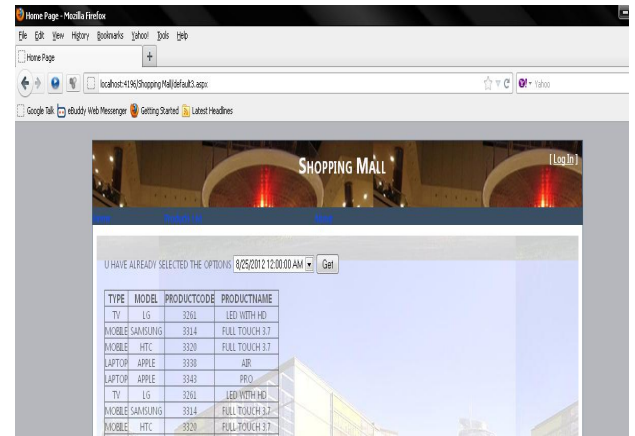 Home Page - Mozilla Firefox
File Edit View History Bookmarks Yahoo! Tools Help
Home Page +
localhost:4196/Shopping Mall/default3.aspx Yahoo
Google Talk eBuddy Web Messenger Getting Started Latest Headlines
SHOPPING MALL [ Log In ]
U HAVE ALREADY SELECTED THE OPTIONS 8/25/2012 12:00:00 AM Get
TYPE MODEL PRODUCTCODE PRODUCTNAME
TV LG 3261 LED WITH HD
MOBILE SAMSUNG 3314 FULL TOUCH 3.7
MOBILE HTC 3320 FULL TOUCH 3.7
LAPTOP APPLE 3338 AIR
LAPTOP APPLE 3343 PRO
TV LG 3261 LED WITH HD
MOBILE SAMSUNG 3314 FULL TOUCH 3.7
MOBILE HTC 3320 FULL TOUCH 3.7